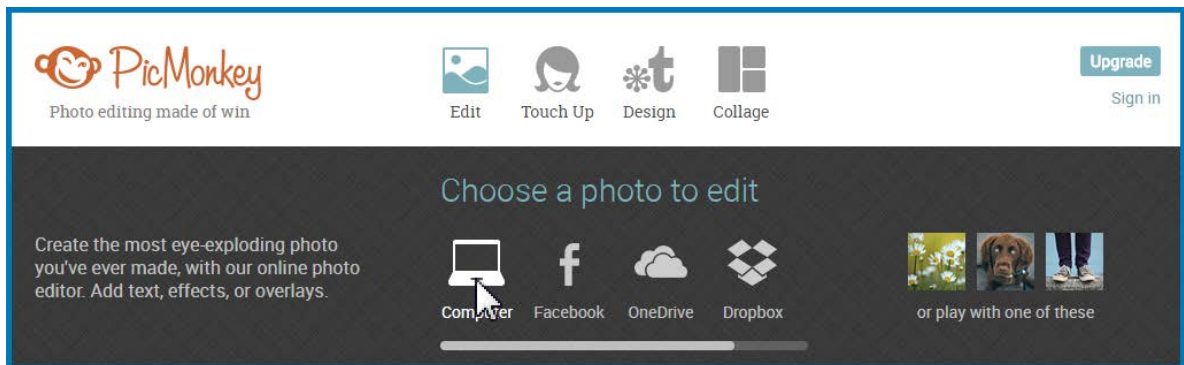 PicMonkey
Photo editing made of win
Edit
Touch Up
Design
Collage
Upgrade
Sign in
Choose a photo to edit
Create the most eye-exploding photo
you've ever made, with our online photo
editor. Add text, effects, or overlays.
Computer
Facebook
OneDrive
Dropbox
or play with one of these